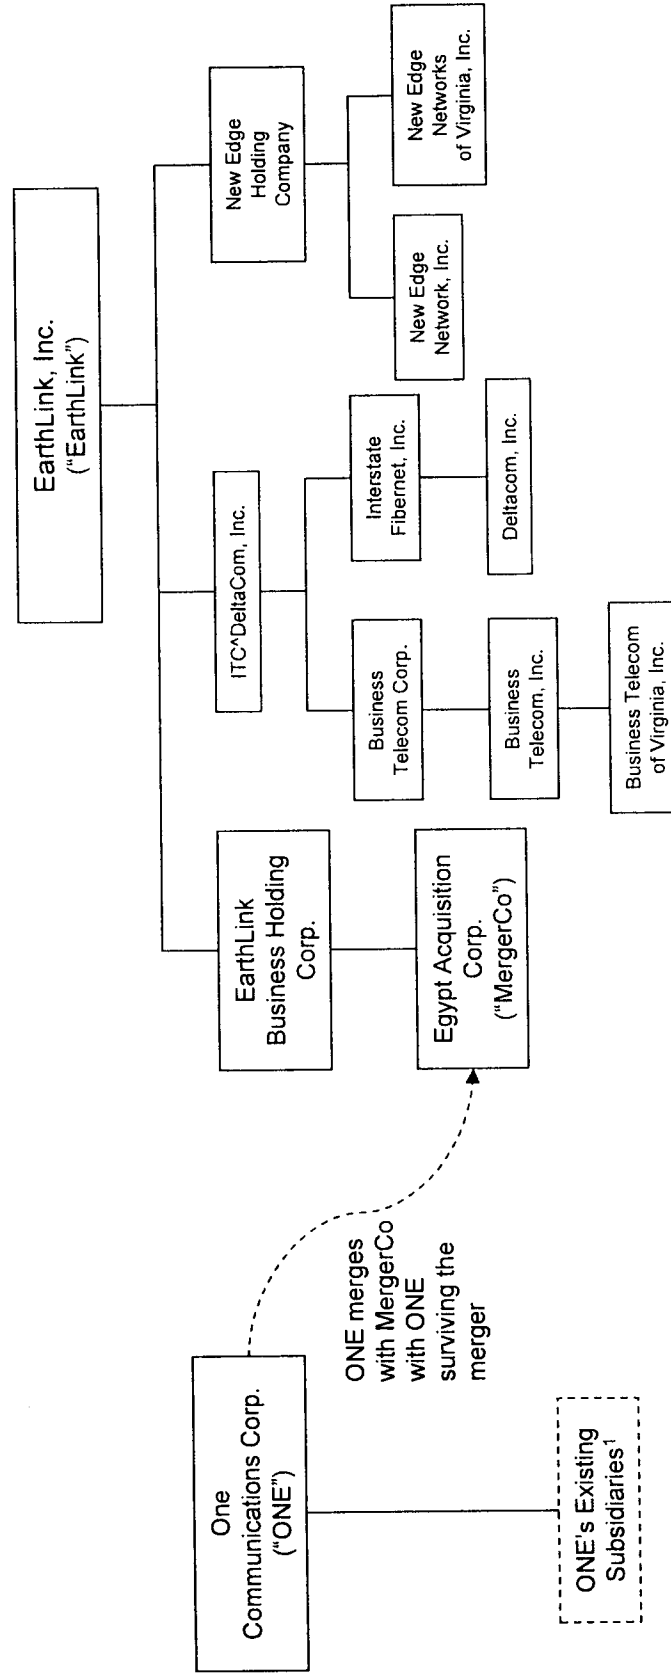 EarthLink, Inc.
("EarthLink")
One
Communications Corp.
("ONE")
EarthLink
Business Holding
Corp.
ITC^DeltaCom, Inc.
New Edge
Holding
Company
ONE merges
with MergerCo
with ONE
surviving the
merger
Egypt Acquisition
Corp.
("MergerCo")
Business
Telecom Corp.
Interstate
Fibernet, Inc.
New Edge
Network, Inc.
New Edge
Networks
of Virginia, Inc.
Business
Telecom, Inc.
Deltacom, Inc.
ONE's Existing
Subsidiaries¹
Business Telecom
of Virginia, Inc.